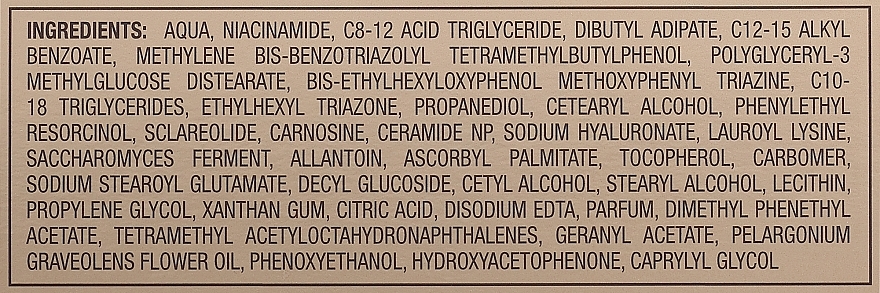 INGREDIENTS: AQUA, NIACINAMIDE, C8-12 ACID TRIGLYCERIDE, DIBUTYL ADIPATE, C12-15 ALKYL
BENZOATE, METHYLENE BIS-BENZOTRIAZOLYL TETRAMETHYLBUTYLPHENOL, POLYGLYCERYL-3
METHYLGLUCOSE DISTEARATE, BIS-ETHYLHEXYLOXYPHENOL METHOXYPHENYL TRIAZINE, C10-
18 TRIGLYCERIDES, ETHYLHEXYL TRIAZONE, PROPANEDIOL, CETEARYL ALCOHOL, PHENYLETHYL
RESORCINOL, SCLAREOLIDE, CARNOSINE, CERAMIDE NP, SODIUM HYALURONATE, LAUROYL LYSINE,
SACCHAROMYCES FERMENT, ALLANTOIN, ASCORBYL PALMITATE, TOCOPHEROL, CARBOMER,
SODIUM STEAROYL GLUTAMATE, DECYL GLUCOSIDE, CETYL ALCOHOL, STEARYL ALCOHOL, LECITHIN,
PROPYLENE GLYCOL, XANTHAN GUM, CITRIC ACID, DISODIUM EDTA, PARFUM, DIMETHYL PHENETHYL
ACETATE, TETRAMETHYL ACETYLOCTAHYDRONAPHTHALENES, GERANYL ACETATE, PELARGONIUM
GRAVEOLENS FLOWER OIL, PHENOXYETHANOL, HYDROXYACETOPHENONE, CAPRYLYL GLYCOL